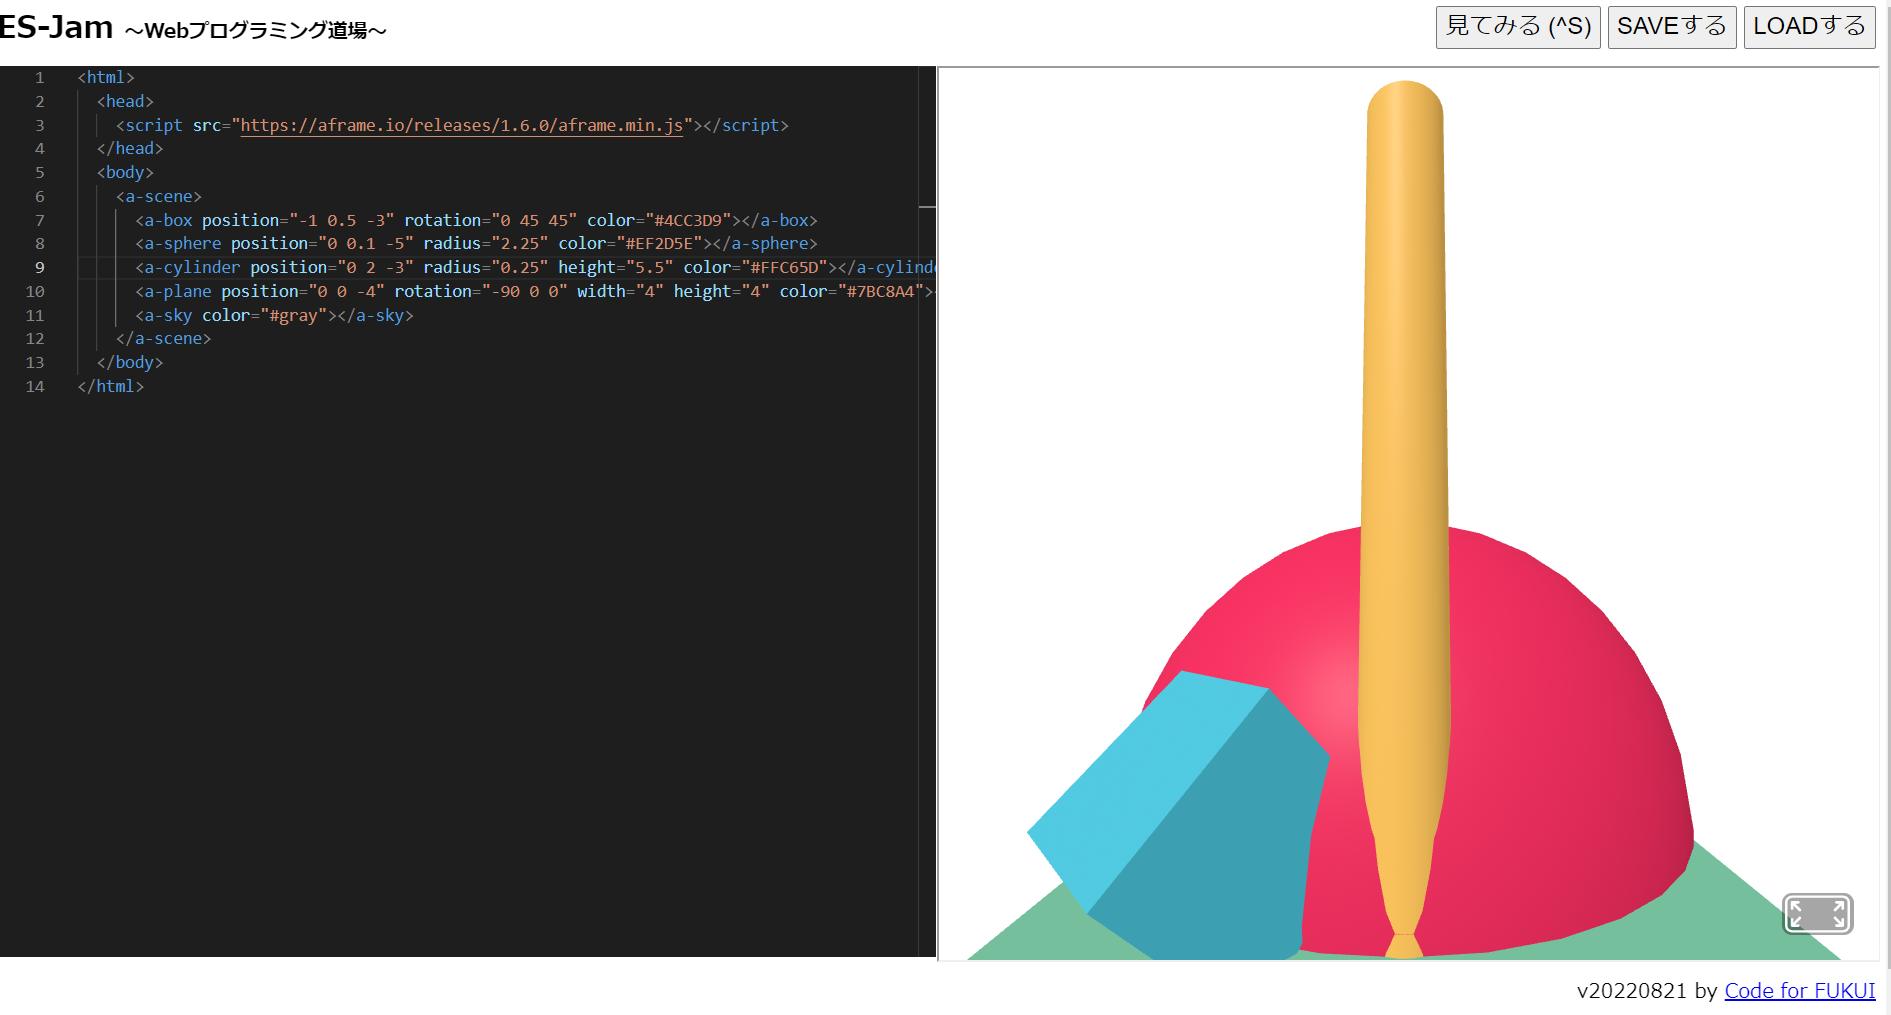 ES-Jam ～Webプログラミング道場～
見てみる (^S) SAVEする LOADする
1 <html>
2 <head>
3 <script src="https://aframe.io/releases/1.6.0/aframe.min.js"></script>
4 </head>
5 <body>
6 <a-scene>
7 <a-box position="-1 0.5 -3" rotation="0 45 45" color="#4CC3D9"></a-box>
8 <a-sphere position="0 0.1 -5" radius="2.25" color="#EF2D5E"></a-sphere>
9 <a-cylinder position="0 2 -3" radius="0.25" height="5.5" color="#FFC65D"></a-cylind
10 <a-plane position="0 0 -4" rotation="-90 0 0" width="4" height="4" color="#7BC8A4">
11 <a-sky color="#gray"></a-sky>
12 </a-scene>
13 </body>
14 </html>
v20220821 by Code for FUKUI